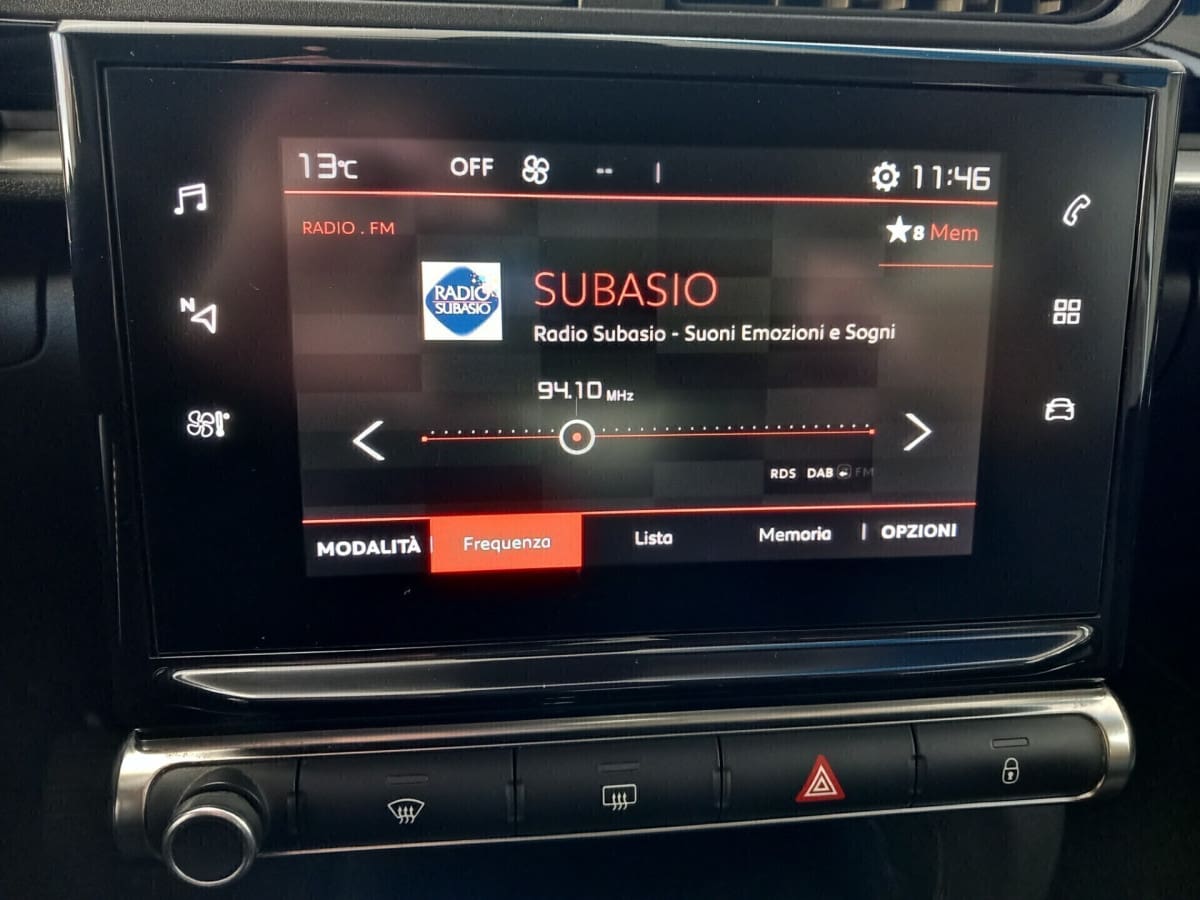 13°C OFF -- 11:46
RADIO . FM
8 Mem
RADIO
SUBASIO
SUBASIO
Radio Subasio - Suoni Emozioni e Sogni
N
94.10 MHz
RDS DAB FM
MODALITÀ Frequenza Lista Memoria OPZIONI